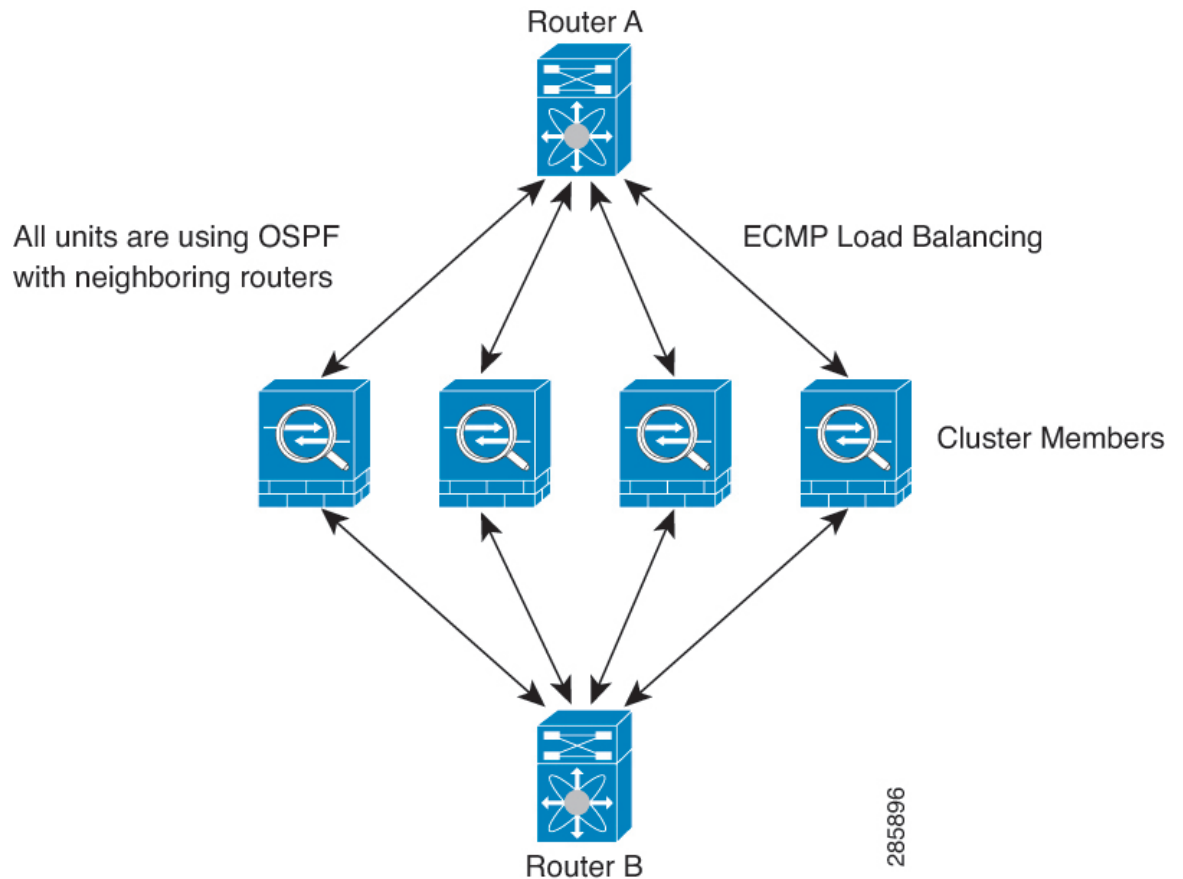 Router A
All units are using OSPF
with neighboring routers
ECMP Load Balancing
Cluster Members
Router B
285896